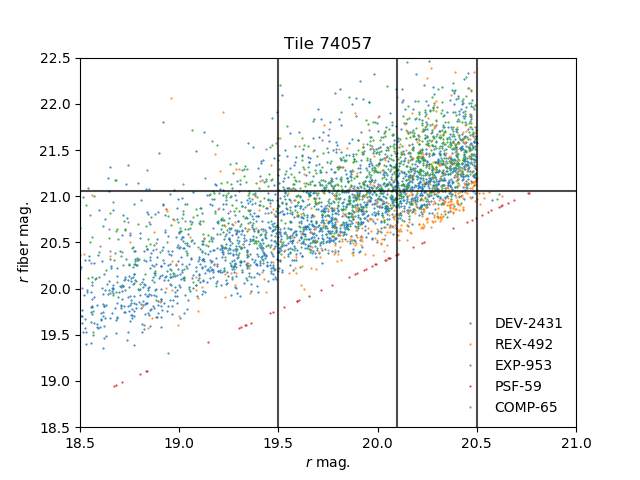 Tile 74057
22.5
22.0
21.5
21.0
20.5
20.0
19.5
19.0
18.5
r fiber mag.
DEV-2431
REX-492
EXP-953
PSF-59
COMP-65
18.5 19.0 19.5 20.0 20.5 21.0
r mag.